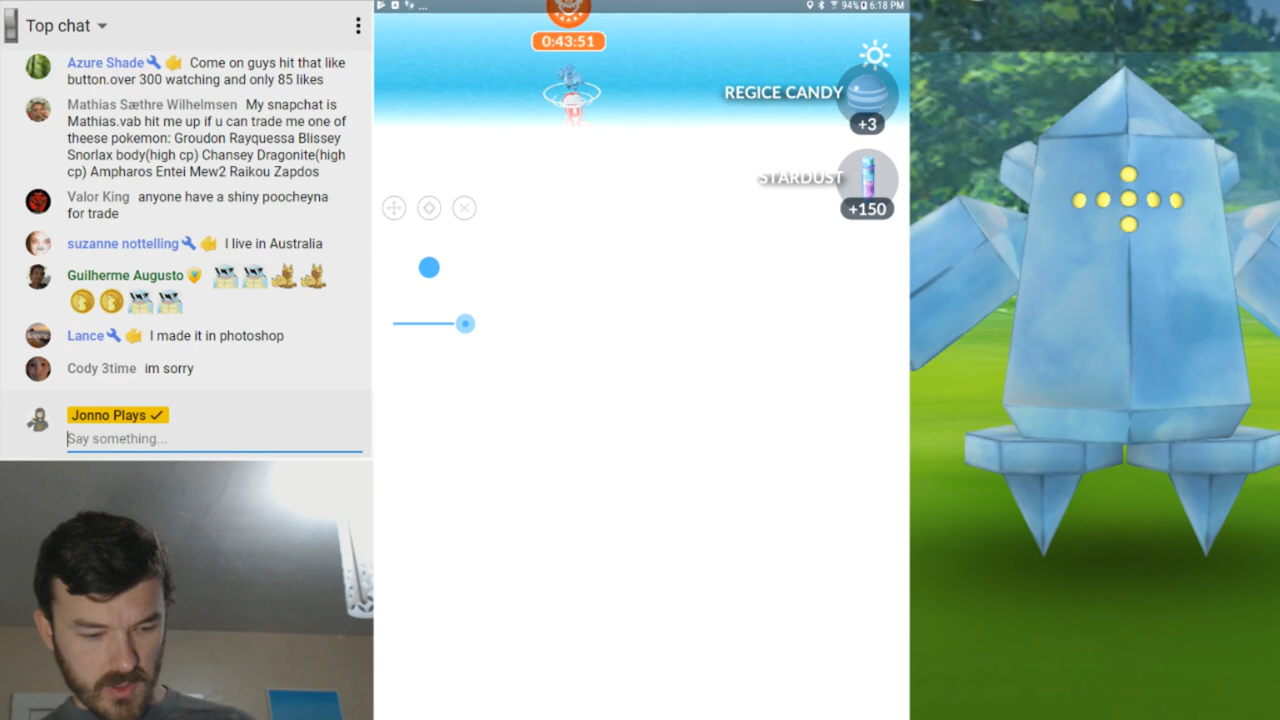 Top chat
Azure Shade Come on guys hit that like
button.over 300 watching and only 85 likes
Mathias Sæthre Wilhelmsen My snapchat is
Mathias.vab hit me up if u can trade me one of
theese pokemon: Groudon Rayquessa Blissey
Snorlax body(high cp) Chansey Dragonite(high
cp) Ampharos Entei Mew2 Raikou Zapdos
Valor King anyone have a shiny poocheyna
for trade
suzanne nottelling I live in Australia
Guilherme Augusto
Lance I made it in photoshop
Cody 3time im sorry
Jonno Plays
Say something...
... 94% 6:18 PM
0:43:51
REGICE CANDY
+3
STARDUST
+150